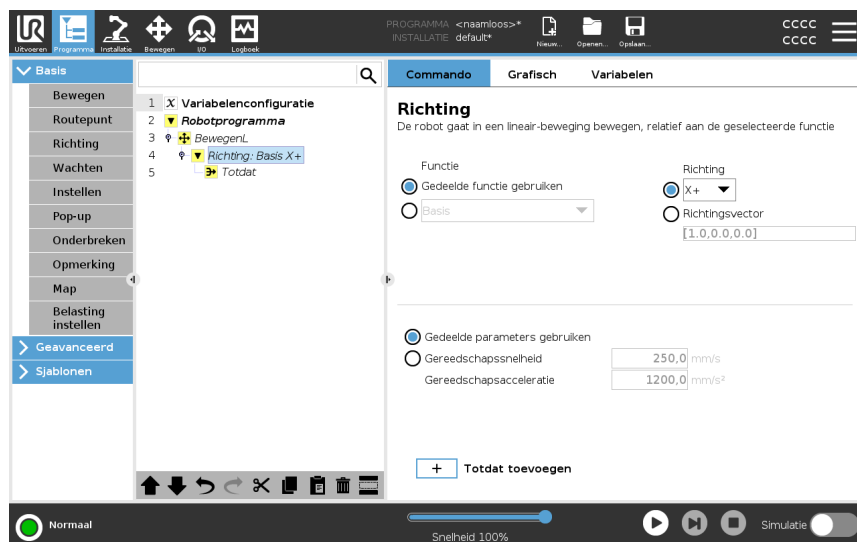 UR
PROGRAMMA <naamloos>*
INSTALLATIE default*
CCCC
CCCC
Uitvoeren Programma Installatie Bewegen I/O Logboek
Nieuw... Openen... Opslaan...
Basis
Bewegen
Routepunt
Richting
Wachten
Instellen
Pop-up
Onderbreken
Opmerking
Map
Belasting
instellen
Geavanceerd
Sjablonen
1 X Variabelenconfiguratie
2 Robotprogramma
3 BewegenL
4 Richting: Basis X+
5 Totdat
Commando Grafisch Variabelen
Richting
De robot gaat in een lineair-beweging bewegen, relatief aan de geselecteerde functie
Functie
Gedeelde functie gebruiken
Basis
Richting
X+
Richtingsvector
[1.0,0.0,0.0]
Gedeelde parameters gebruiken
Gereedschapssnelheid 250,0 mm/s
Gereedschapsacceleratie 1200,0 mm/s²
+ Totdat toevoegen
Normaal
Snelheid 100%
Simulatie